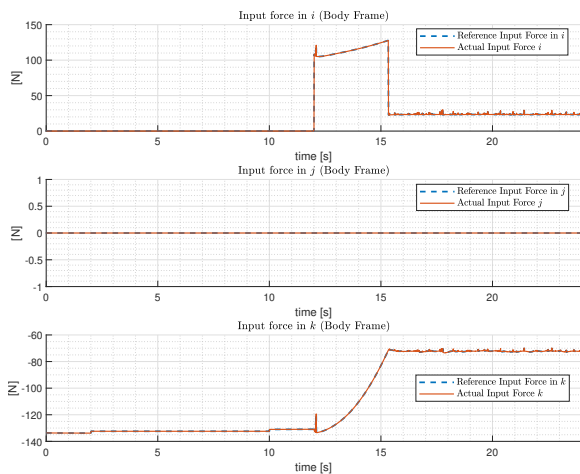 Input force in i (Body Frame)
150
100
50
0
[N]
Reference Input Force in i
Actual Input Force i
0 5 10 15 20
time [s]
Input force in j (Body Frame)
1
0.5
0
-0.5
-1
[N]
Reference Input Force in j
Actual Input Force j
0 5 10 15 20
time [s]
Input force in k (Body Frame)
-60
-80
-100
-120
-140
[N]
Reference Input Force in k
Actual Input Force k
0 5 10 15 20
time [s]